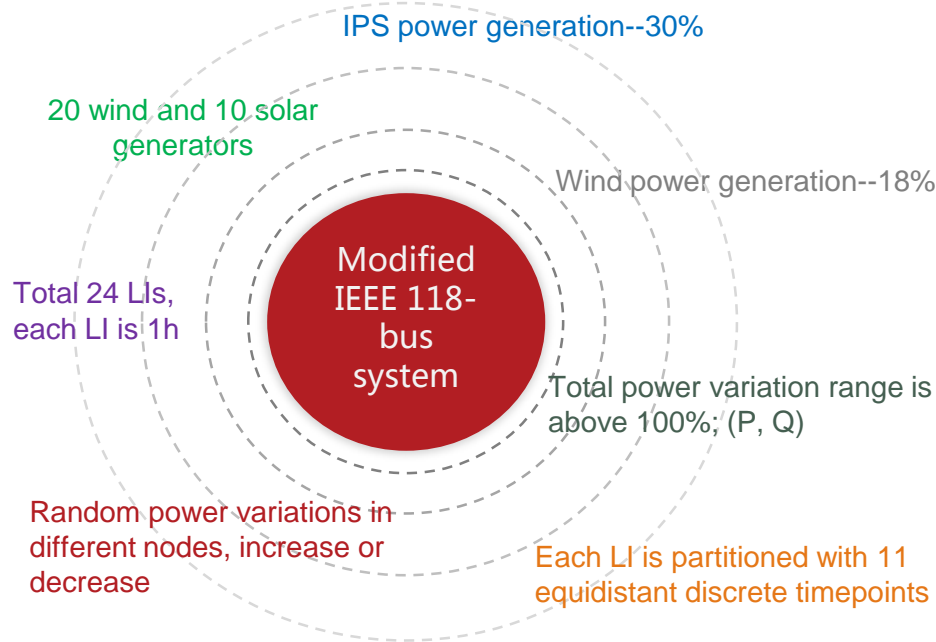 IPS power generation--30%
20 wind and 10 solar
generators
Wind power generation--18%
Modified
IEEE 118-
bus
system
Total 24 LIs,
each LI is 1h
Total power variation range is
above 100%; (P, Q)
Random power variations in
different nodes, increase or
decrease
Each LI is partitioned with 11
equidistant discrete timepoints